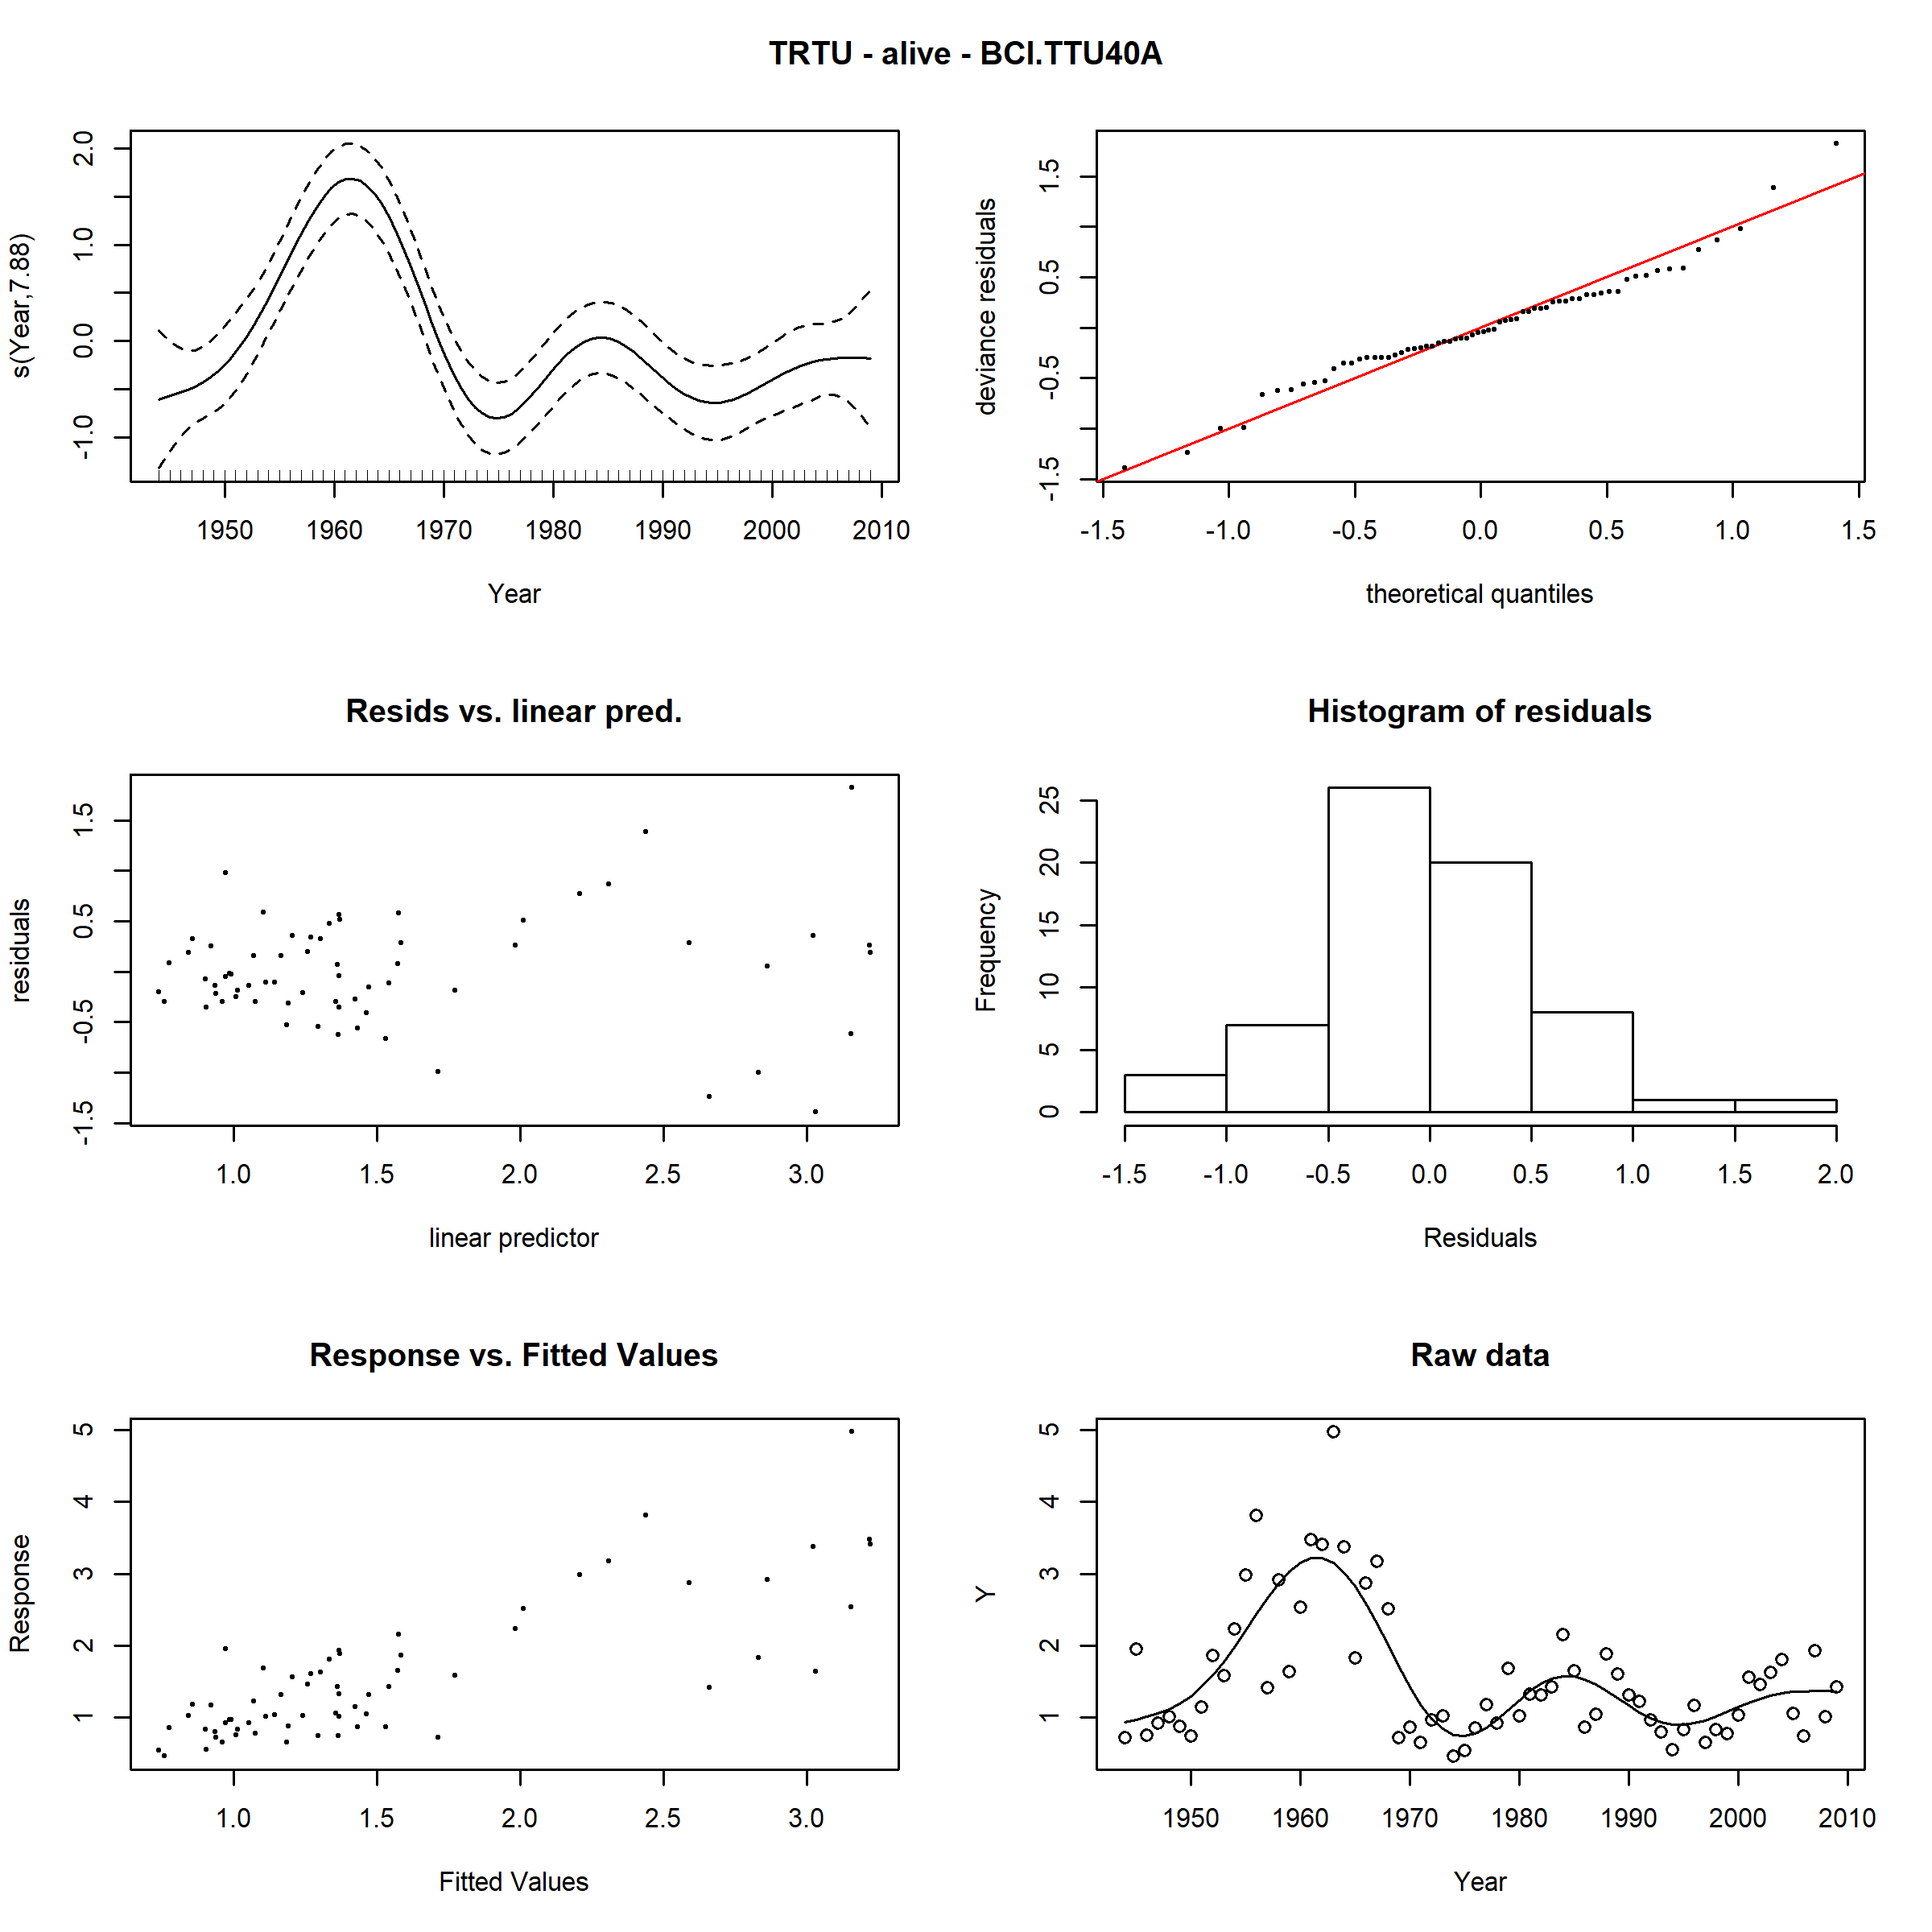 TRTU - alive - BCI.TTU40A
s(Year,7.88)
2.0
1.0
0.0
-1.0
1950 1960 1970 1980 1990 2000 2010
Year
deviance residuals
1.5
0.5
-0.5
-1.5
-1.5 -1.0 -0.5 0.0 0.5 1.0 1.5
theoretical quantiles
Resids vs. linear pred.
residuals
1.5
0.5
-0.5
-1.5
1.0 1.5 2.0 2.5 3.0
linear predictor
Histogram of residuals
Frequency
25
20
15
10
5
0
-1.5 -1.0 -0.5 0.0 0.5 1.0 1.5 2.0
Residuals
Response vs. Fitted Values
Response
5
4
3
2
1
1.0 1.5 2.0 2.5 3.0
Fitted Values
Raw data
Y
5
4
3
2
1
1950 1960 1970 1980 1990 2000 2010
Year